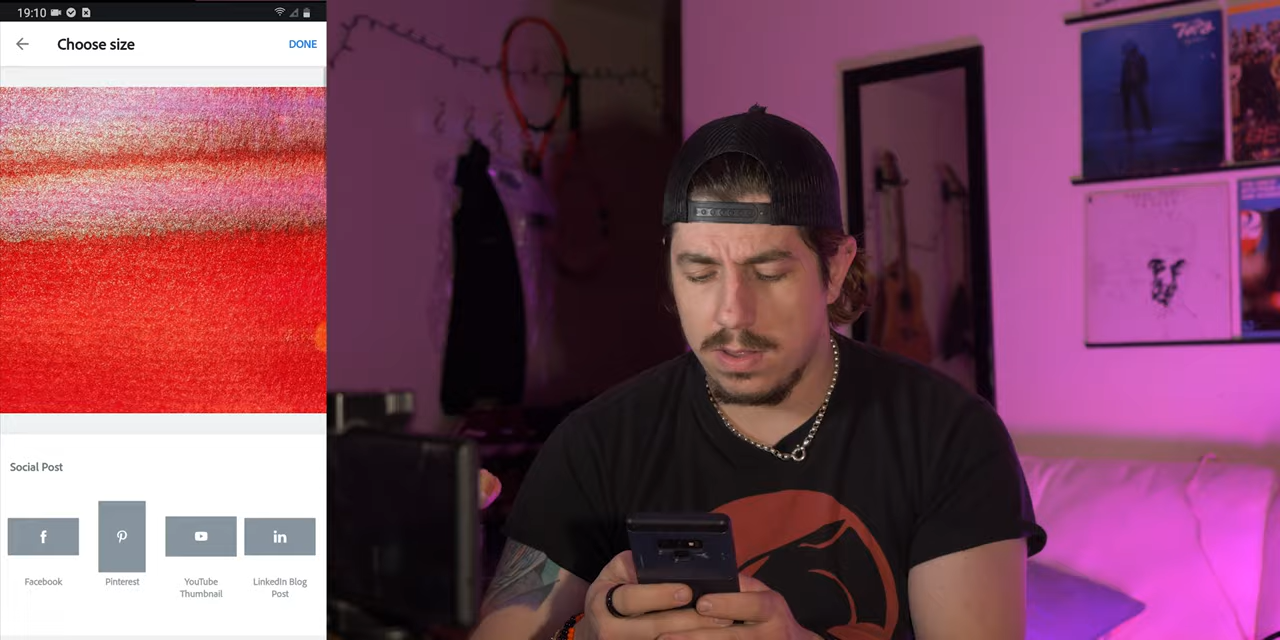 19:10
Choose size
DONE
Social Post
Facebook
Pinterest
YouTube
Thumbnail
LinkedIn Blog
Post